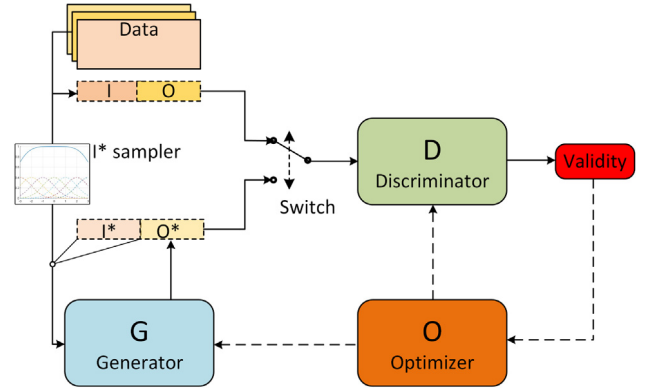 Data
I O
I* sampler
D
Discriminator
Validity
Switch
I* O*
G
Generator
O
Optimizer